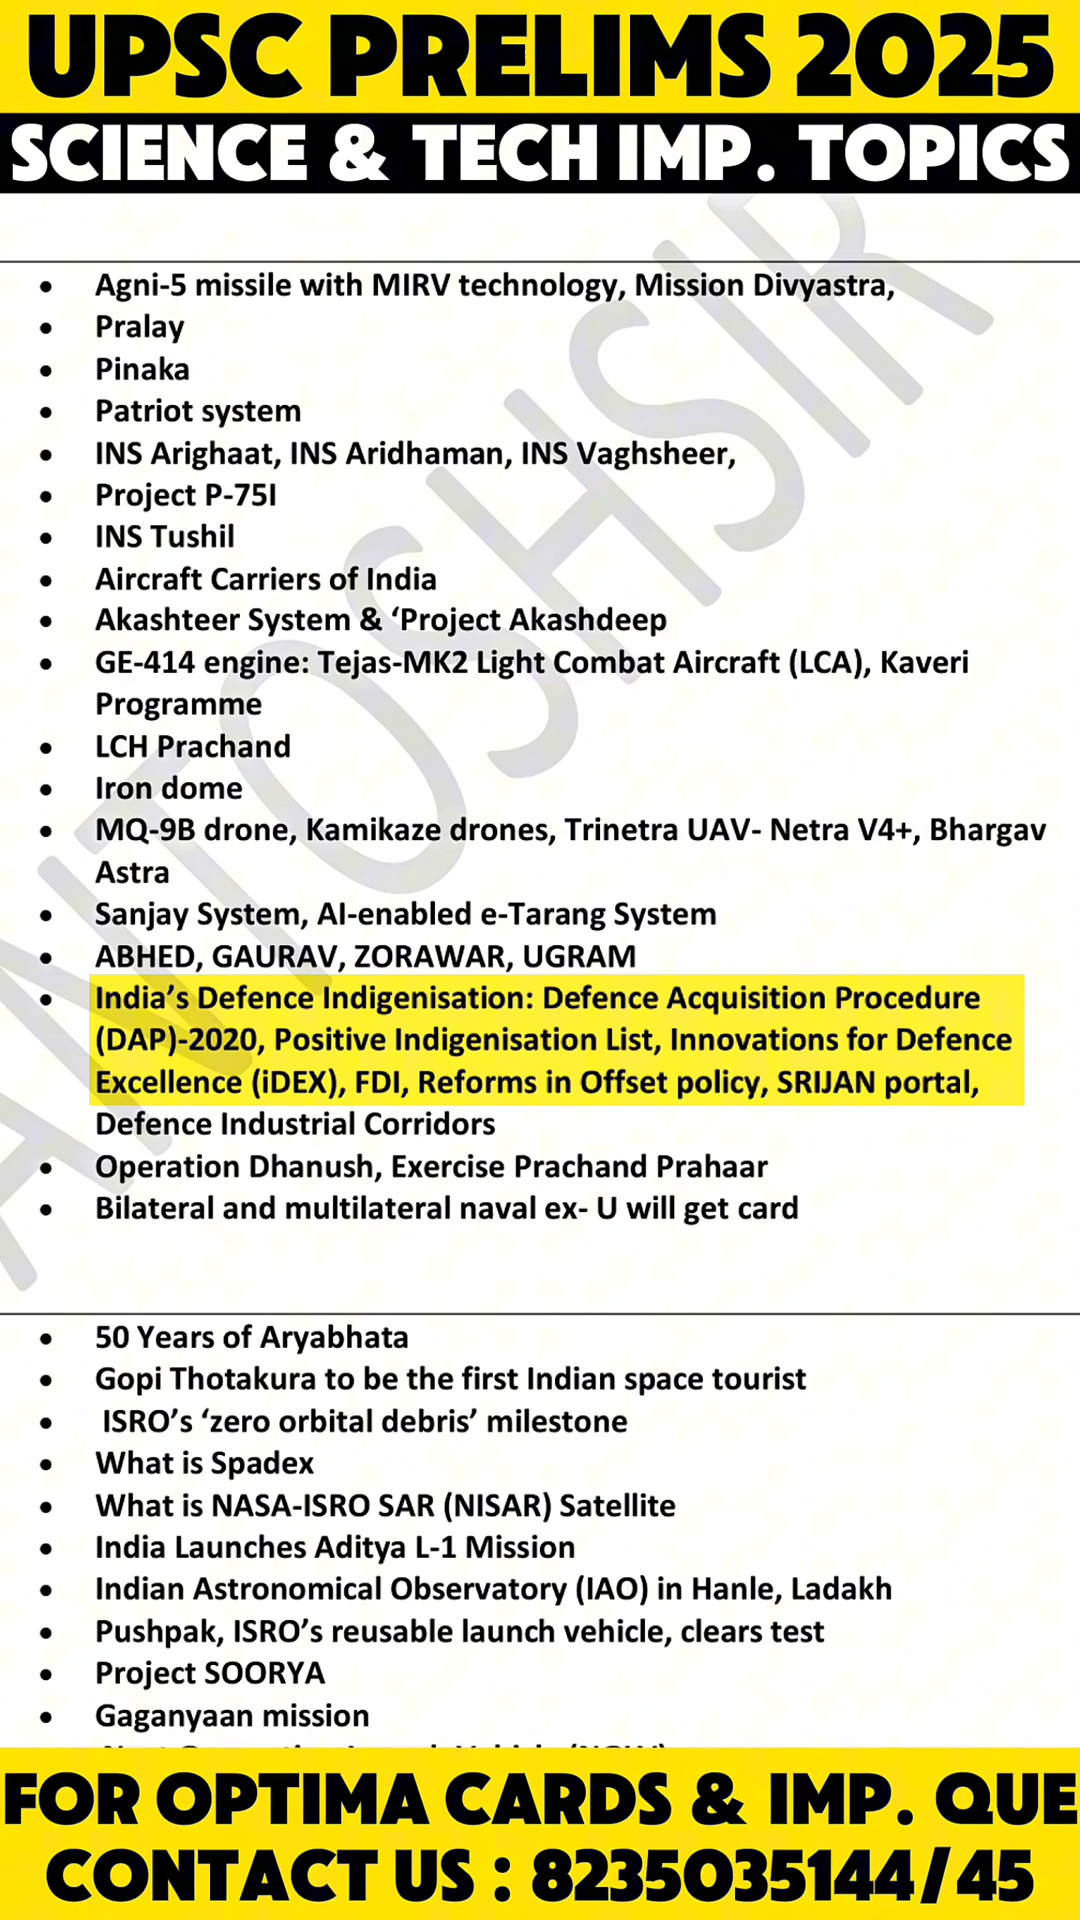 UPSC PRELIMS 2025
SCIENCE & TECH IMP. TOPICS
• Agni-5 missile with MIRV technology, Mission Divyastra,
• Pralay
• Pinaka
• Patriot system
• INS Arighaat, INS Aridhaman, INS Vaghsheer,
• Project P-75I
• INS Tushil
• Aircraft Carriers of India
• Akashteer System & ‘Project Akashdeep
• GE-414 engine: Tejas-MK2 Light Combat Aircraft (LCA), Kaveri
Programme
• LCH Prachand
• Iron dome
• MQ-9B drone, Kamikaze drones, Trinetra UAV- Netra V4+, Bhargav
Astra
• Sanjay System, AI-enabled e-Tarang System
• ABHED, GAURAV, ZORAWAR, UGRAM
• India’s Defence Indigenisation: Defence Acquisition Procedure
(DAP)-2020, Positive Indigenisation List, Innovations for Defence
Excellence (iDEX), FDI, Reforms in Offset policy, SRIJAN portal,
Defence Industrial Corridors
• Operation Dhanush, Exercise Prachand Prahaar
• Bilateral and multilateral naval ex- U will get card
• 50 Years of Aryabhata
• Gopi Thotakura to be the first Indian space tourist
• ISRO’s ‘zero orbital debris’ milestone
• What is Spadex
• What is NASA-ISRO SAR (NISAR) Satellite
• India Launches Aditya L-1 Mission
• Indian Astronomical Observatory (IAO) in Hanle, Ladakh
• Pushpak, ISRO’s reusable launch vehicle, clears test
• Project SOORYA
• Gaganyaan mission
FOR OPTIMA CARDS & IMP. QUE
CONTACT US : 8235035144/45
ANTOSHSIR